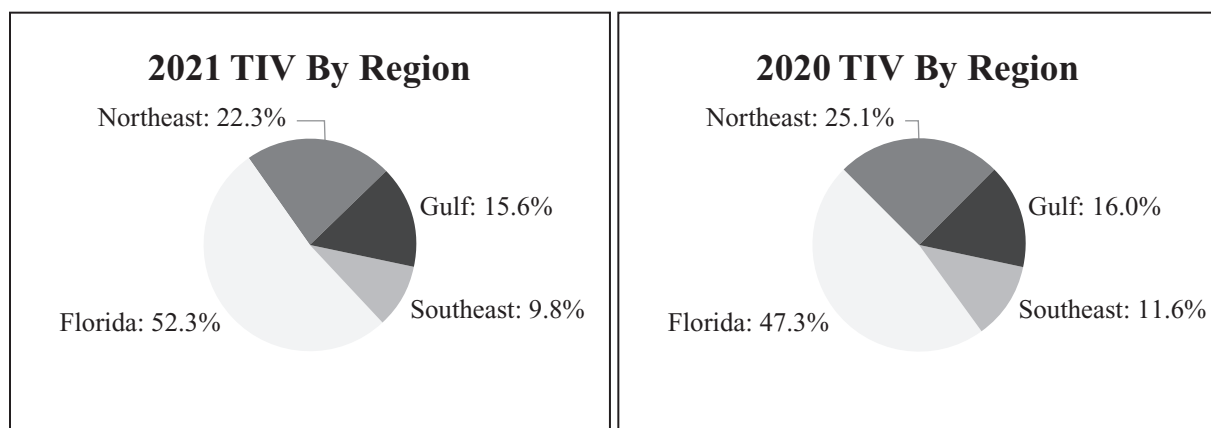 2021 TIV By Region
Northeast: 22.3%
Gulf: 15.6%
Southeast: 9.8%
Florida: 52.3%
2020 TIV By Region
Northeast: 25.1%
Gulf: 16.0%
Southeast: 11.6%
Florida: 47.3%